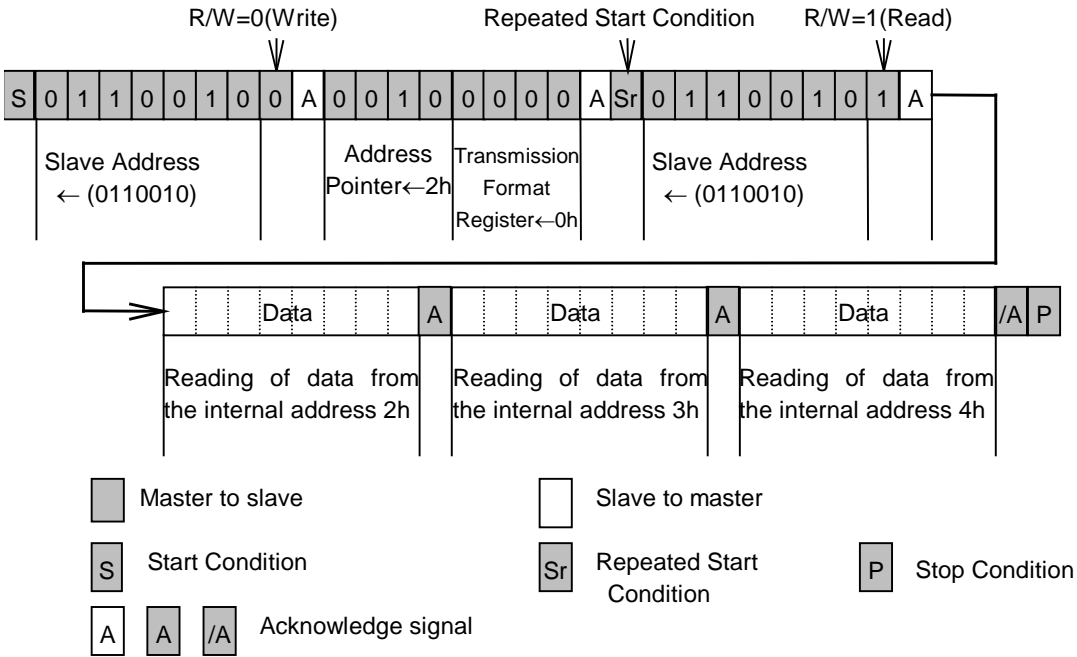 R/W=0(Write) Repeated Start Condition R/W=1(Read)
S 0 1 1 0 0 1 0 0 A 0 0 1 0 0 0 0 0 A Sr 0 1 1 0 0 1 0 1 A
Slave Address
← (0110010)
Address
Pointer←2h
Transmission
Format
Register←0h
Slave Address
← (0110010)
Data A Data A Data /A P
Reading of data from
the internal address 2h
Reading of data from
the internal address 3h
Reading of data from
the internal address 4h
Master to slave
Slave to master
S Start Condition
Sr Repeated Start
Condition
P Stop Condition
A A /A Acknowledge signal